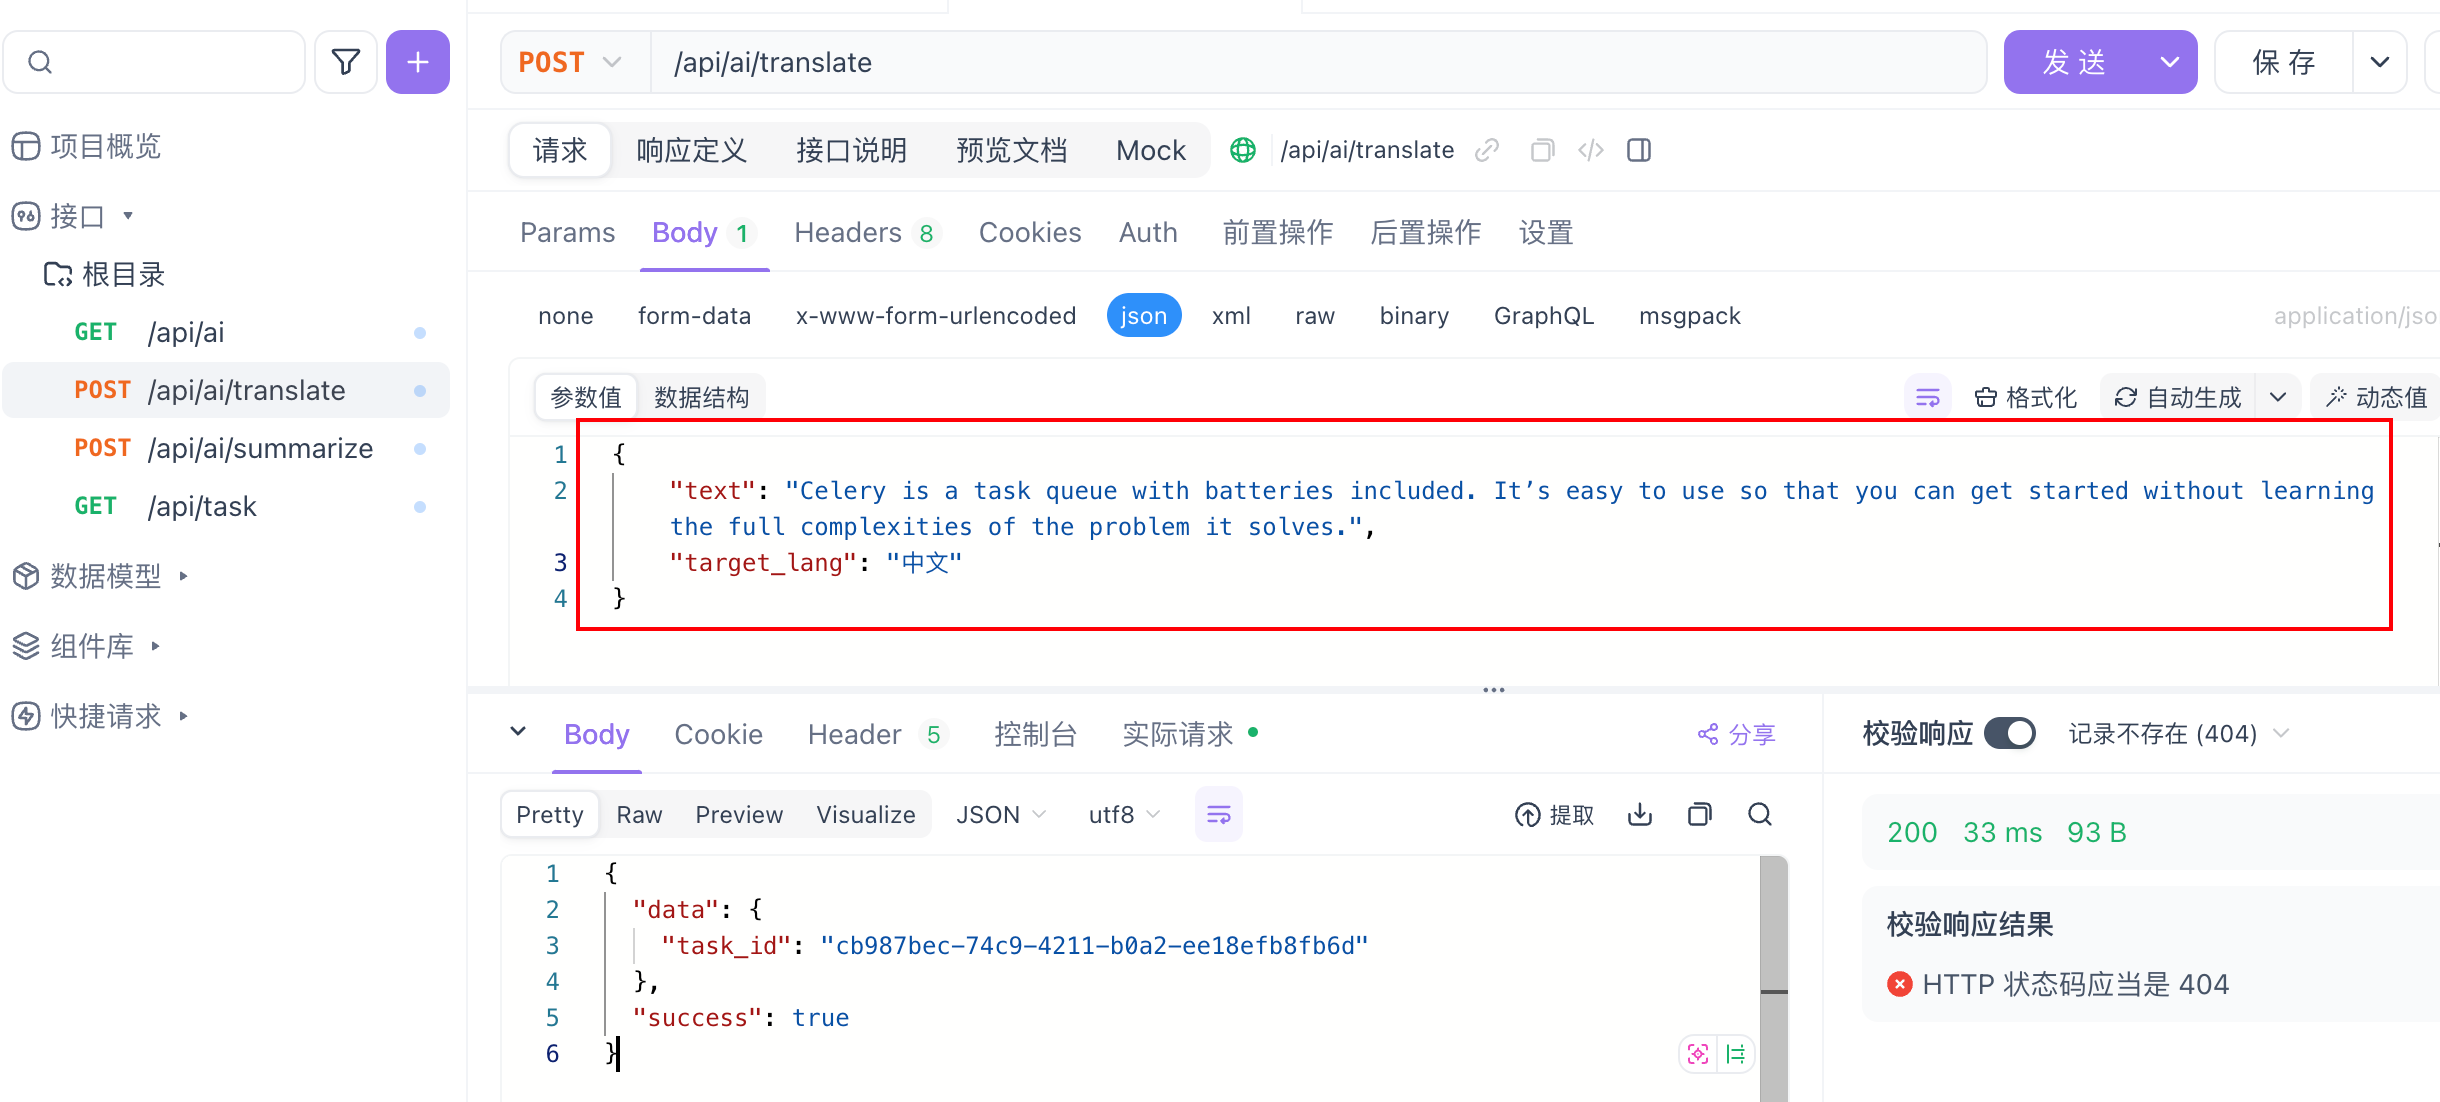 项目概览
接口
根目录
GET /api/ai
POST /api/ai/translate
POST /api/ai/summarize
GET /api/task
数据模型
组件库
快捷请求
POST /api/ai/translate 发 送 保 存
请求 响应定义 接口说明 预览文档 Mock /api/ai/translate
Params Body 1 Headers 8 Cookies Auth 前置操作 后置操作 设置
none form-data x-www-form-urlencoded json xml raw binary GraphQL msgpack application/jso
参数值 数据结构 格式化 自动生成 动态值
1 {
2 "text": "Celery is a task queue with batteries included. It’s easy to use so that you can get started without learning
the full complexities of the problem it solves.",
3 "target_lang": "中文"
4 }
Body Cookie Header 5 控制台 实际请求 分享
Pretty Raw Preview Visualize JSON utf8 提取
1 {
2 "data": {
3 "task_id": "cb987bec-74c9-4211-b0a2-ee18efb8fb6d"
4 },
5 "success": true
6 }
校验响应 记录不存在 (404)
200 33 ms 93 B
校验响应结果
HTTP 状态码应当是 404